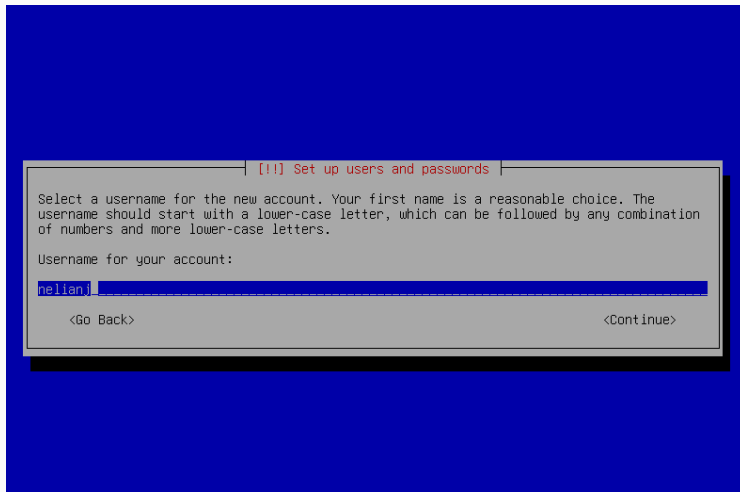 [!!] Set up users and passwords
Select a username for the new account. Your first name is a reasonable choice. The
username should start with a lower-case letter, which can be followed by any combination
of numbers and more lower-case letters.
Username for your account:
nelianj
<Go Back> <Continue>